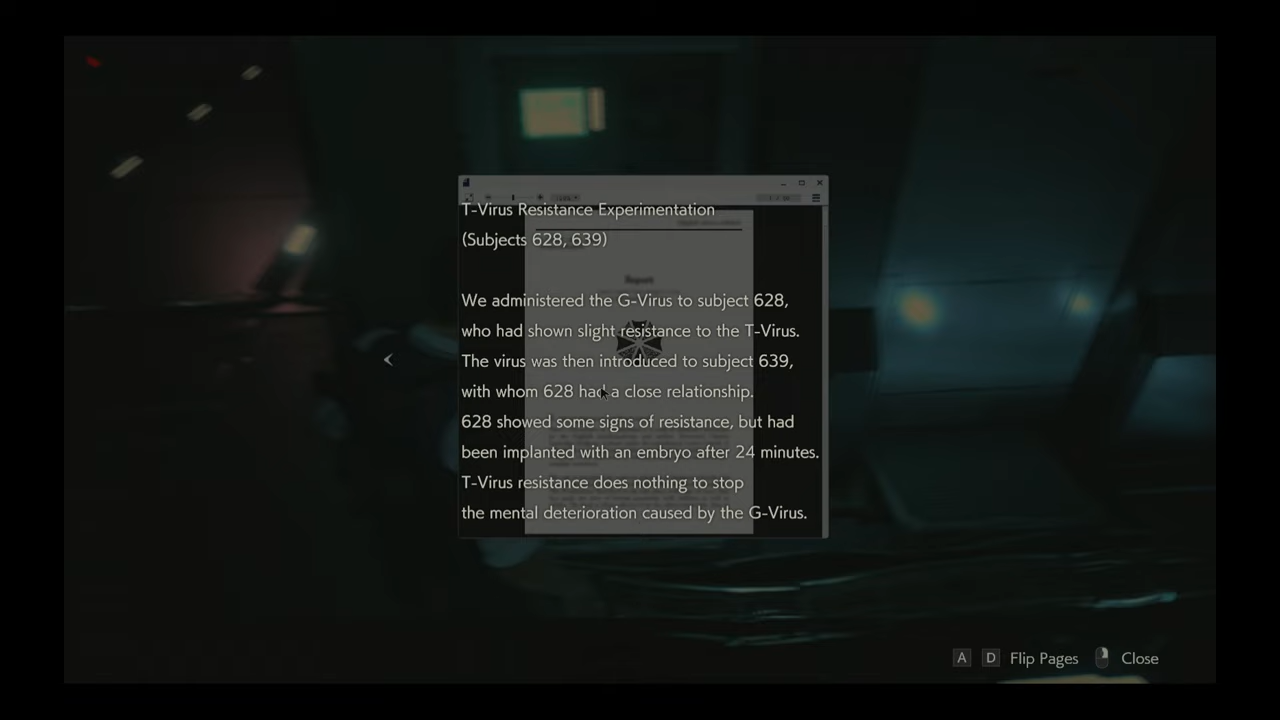 T-Virus Resistance Experimentation
(Subjects 628, 639)
We administered the G-Virus to subject 628,
who had shown slight resistance to the T-Virus.
The virus was then introduced to subject 639,
with whom 628 had a close relationship.
628 showed some signs of resistance, but had
been implanted with an embryo after 24 minutes.
T-Virus resistance does nothing to stop
the mental deterioration caused by the G-Virus.
A D Flip Pages Close